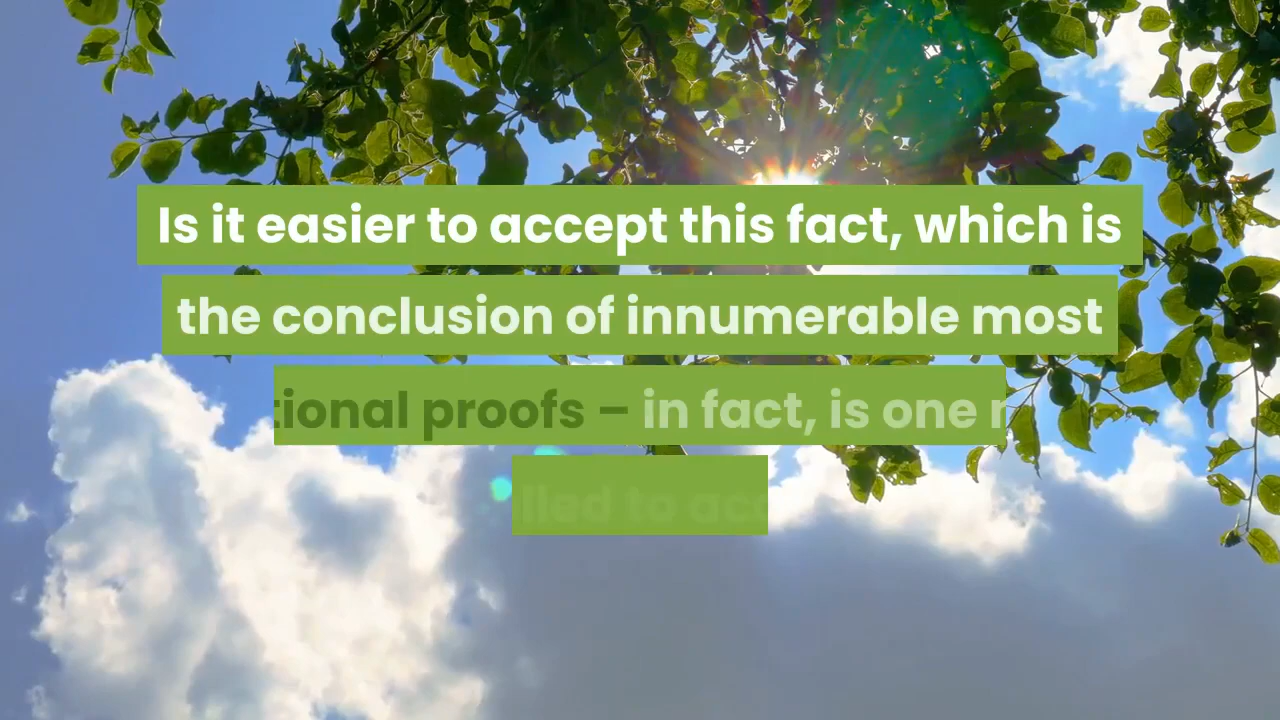 Is it easier to accept this fact, which is
the conclusion of innumerable most
proofs – in fact, is one
to